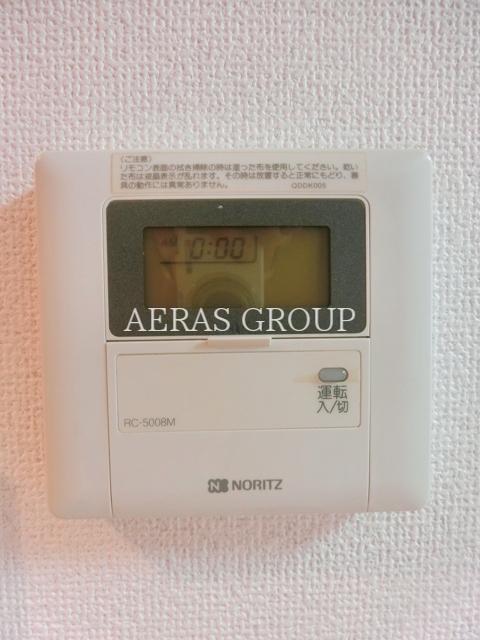 (ご注意)
リモコン表面の拭き掃除の時は湿った布を使用してください。乾い
た布は液晶表示が乱れます。その時は放置すると正常にもどり、器
具の動作には異常ありません。 QDDK005
0:00
AERAS GROUP
運転
入/切
RC-5008M
NORITZ